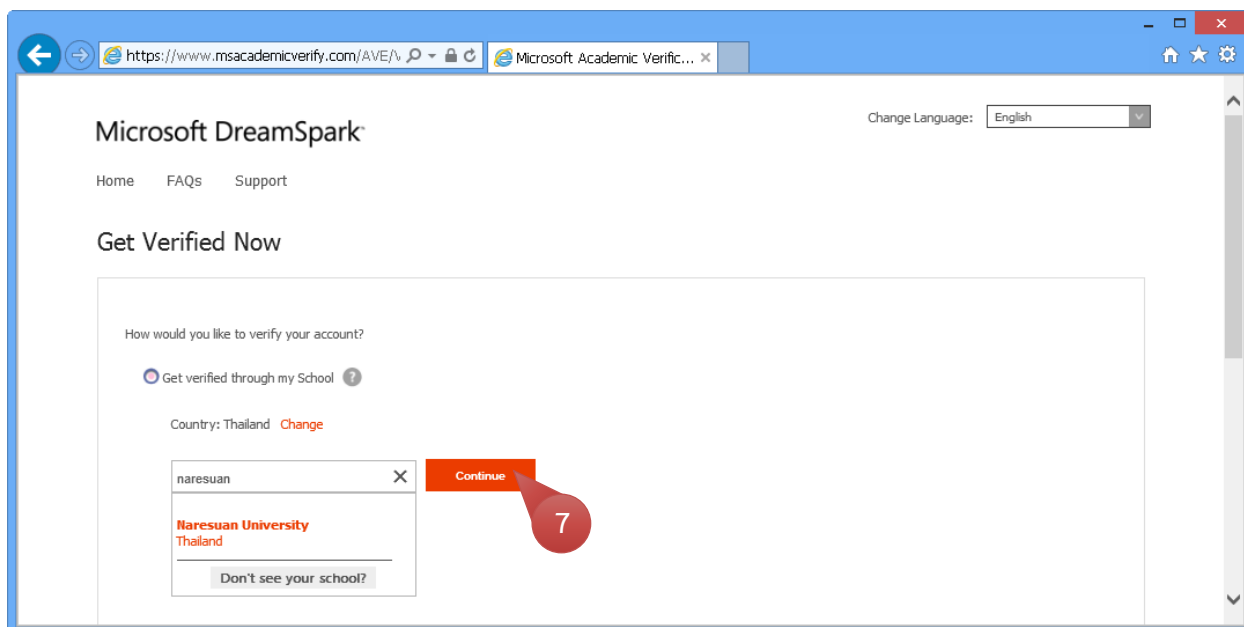 https://www.msacademicverify.com/AVE/
Microsoft Academic Verific...
Microsoft DreamSpark
Change Language:
English
Home FAQs Support
Get Verified Now
How would you like to verify your account?
Get verified through my School ?
Country: Thailand Change
naresuan
Continue
7
Naresuan University
Thailand
Don't see your school?